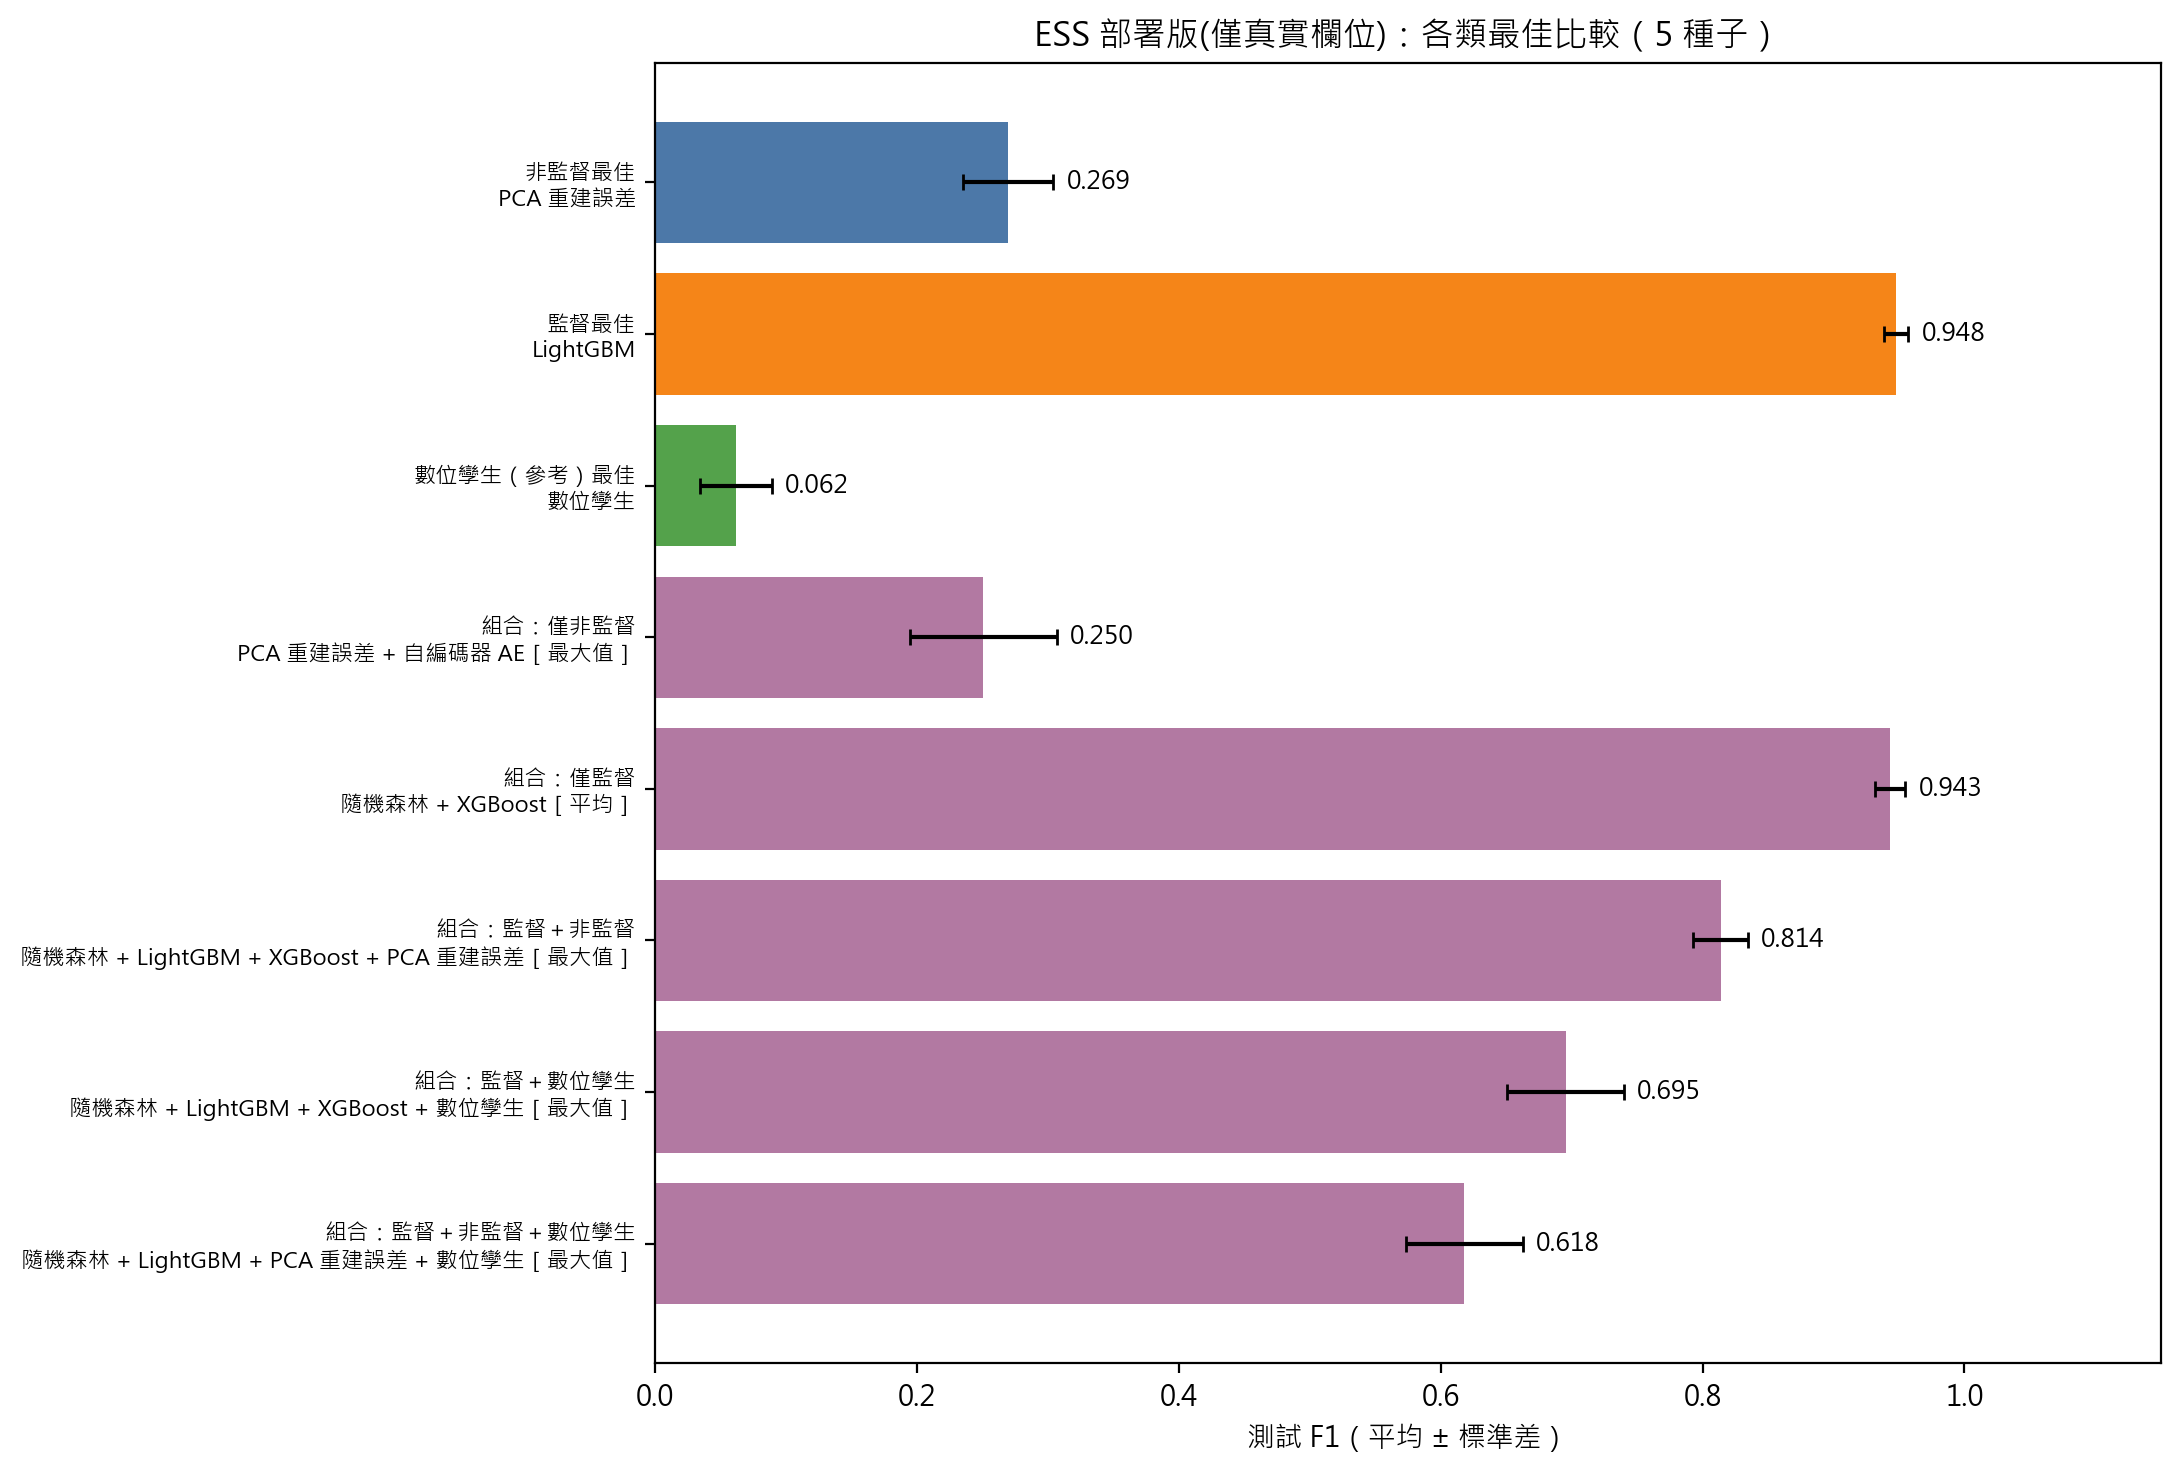 ESS 部署版(僅真實欄位)：各類最佳比較（5 種子）
非監督最佳
PCA 重建誤差
0.269
監督最佳
LightGBM
0.948
數位孿生（參考）最佳
數位孿生
0.062
組合：僅非監督
PCA 重建誤差 + 自編碼器 AE［最大值］
0.250
組合：僅監督
隨機森林 + XGBoost［平均］
0.943
組合：監督＋非監督
隨機森林 + LightGBM + XGBoost + PCA 重建誤差［最大值］
0.814
組合：監督＋數位孿生
隨機森林 + LightGBM + XGBoost + 數位孿生［最大值］
0.695
組合：監督＋非監督＋數位孿生
隨機森林 + LightGBM + PCA 重建誤差 + 數位孿生［最大值］
0.618
0.0 0.2 0.4 0.6 0.8 1.0
測試 F1（平均 ± 標準差）